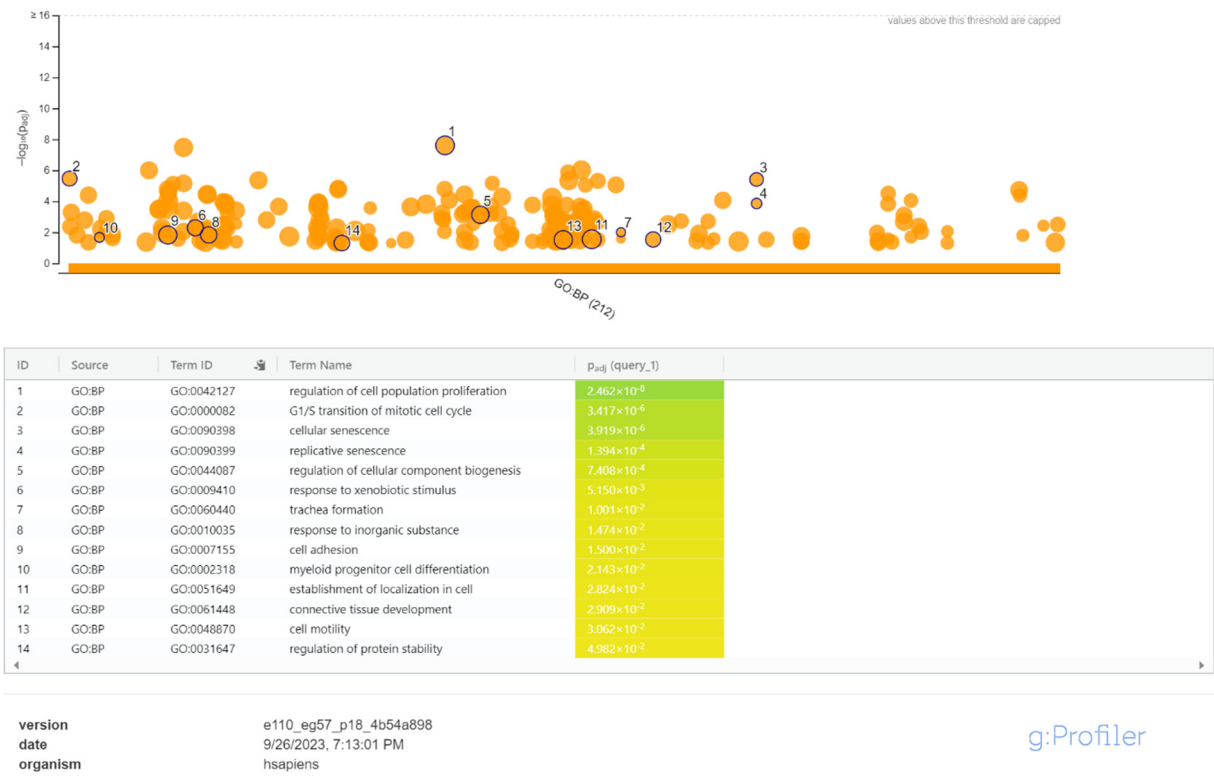 ≥ 16
values above this threshold are capped
14
12
10
8
6
4
2
0
−log₁₀(padj)
1
2
3
4
5
6
7
8
9
10
11
12
13
14
GO:BP (212)
ID Source Term ID Term Name padj (query_1)
1 GO:BP GO:0042127 regulation of cell population proliferation 2.462×10⁻⁸
2 GO:BP GO:0000082 G1/S transition of mitotic cell cycle 3.417×10⁻⁶
3 GO:BP GO:0090398 cellular senescence 3.919×10⁻⁶
4 GO:BP GO:0090399 replicative senescence 1.394×10⁻⁴
5 GO:BP GO:0044087 regulation of cellular component biogenesis 7.408×10⁻⁴
6 GO:BP GO:0009410 response to xenobiotic stimulus 5.150×10⁻³
7 GO:BP GO:0060440 trachea formation 1.001×10⁻²
8 GO:BP GO:0010035 response to inorganic substance 1.474×10⁻²
9 GO:BP GO:0007155 cell adhesion 1.500×10⁻²
10 GO:BP GO:0002318 myeloid progenitor cell differentiation 2.143×10⁻²
11 GO:BP GO:0051649 establishment of localization in cell 2.824×10⁻²
12 GO:BP GO:0061448 connective tissue development 2.909×10⁻²
13 GO:BP GO:0048870 cell motility 3.062×10⁻²
14 GO:BP GO:0031647 regulation of protein stability 4.982×10⁻²
version e110_eg57_p18_4b54a898
date 9/26/2023, 7:13:01 PM
organism hsapiens
g:Profiler